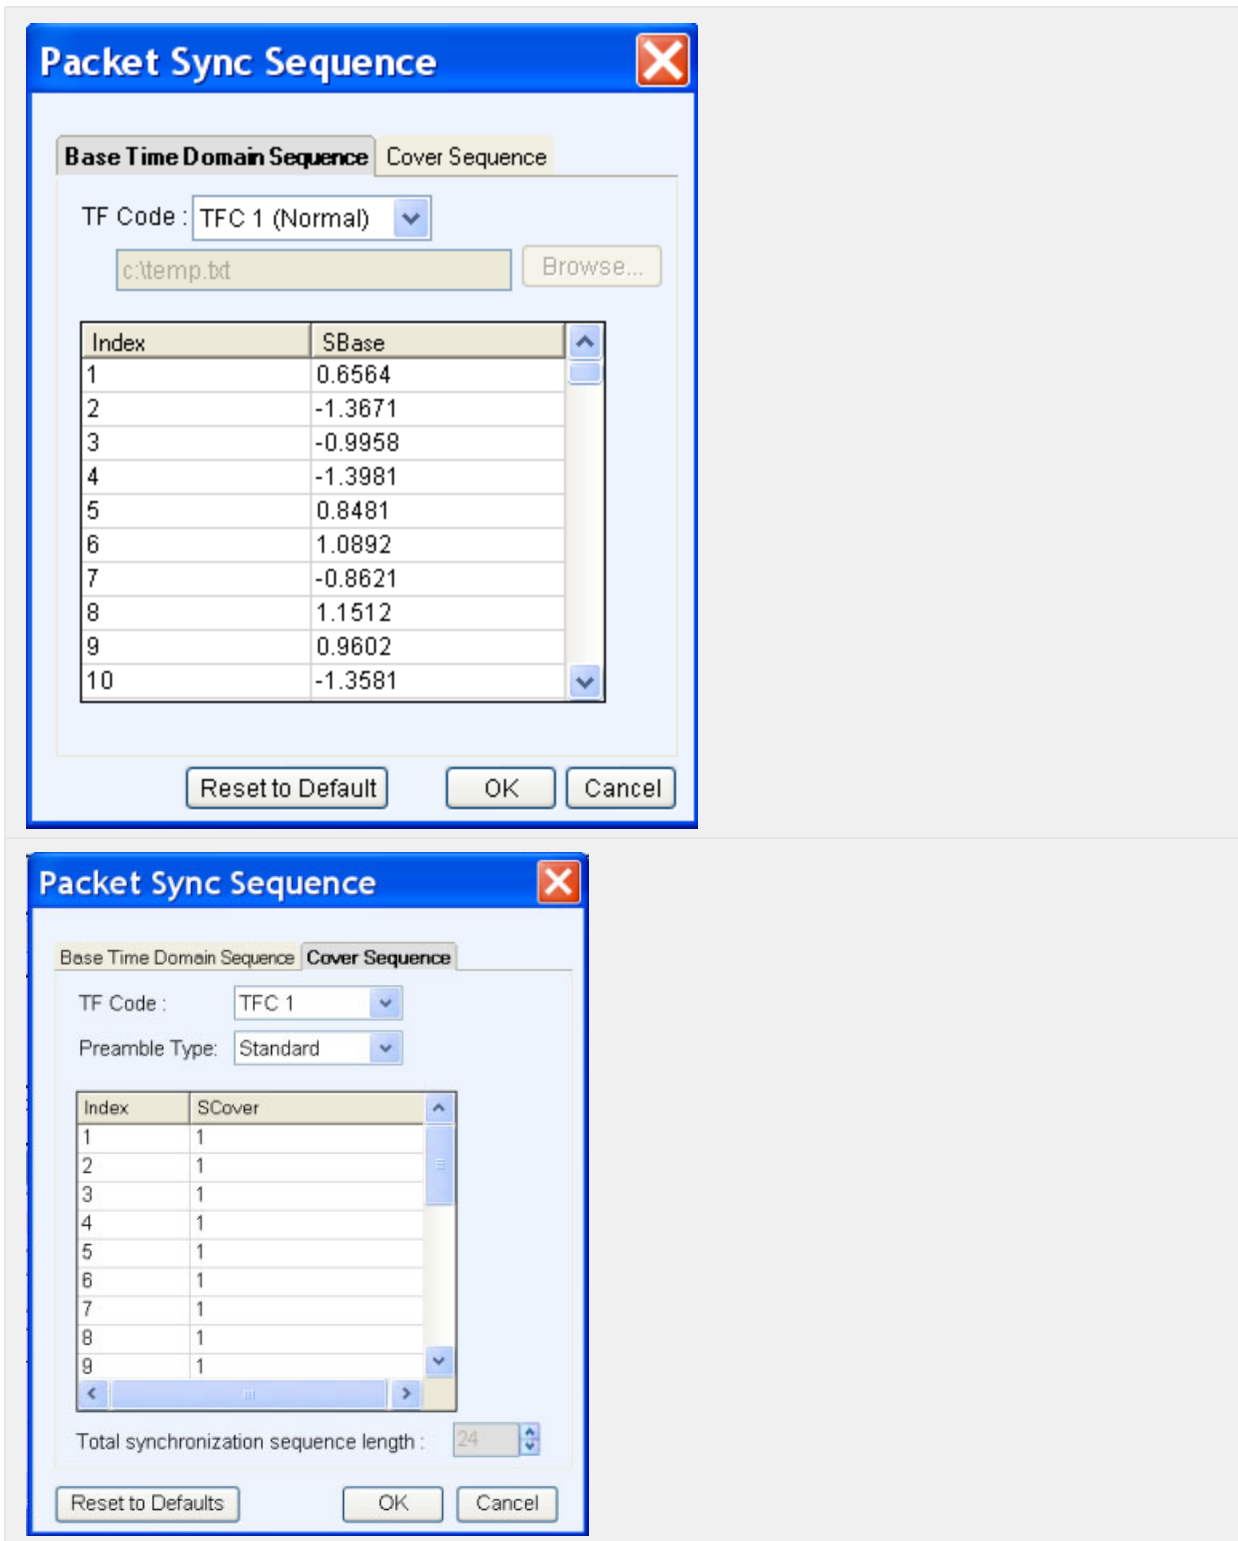 Packet Sync Sequence
Base Time Domain Sequence Cover Sequence
TF Code : TFC 1 (Normal)
c:\temp.txt Browse...
Index SBase
1 0.6564
2 -1.3671
3 -0.9958
4 -1.3981
5 0.8481
6 1.0892
7 -0.8621
8 1.1512
9 0.9602
10 -1.3581
Reset to Default OK Cancel
Packet Sync Sequence
Base Time Domain Sequence Cover Sequence
TF Code : TFC 1
Preamble Type: Standard
Index SCover
1 1
2 1
3 1
4 1
5 1
6 1
7 1
8 1
9 1
Total synchronization sequence length : 24
Reset to Defaults OK Cancel